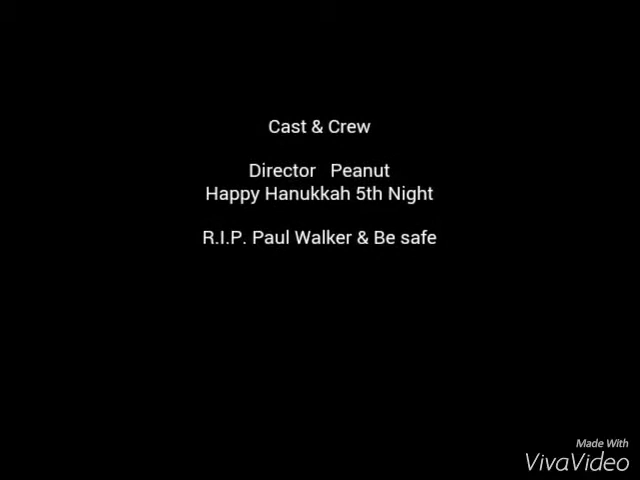 Cast & Crew
Director Peanut
Happy Hanukkah 5th Night
R.I.P. Paul Walker & Be safe
Made With
VivaVideo